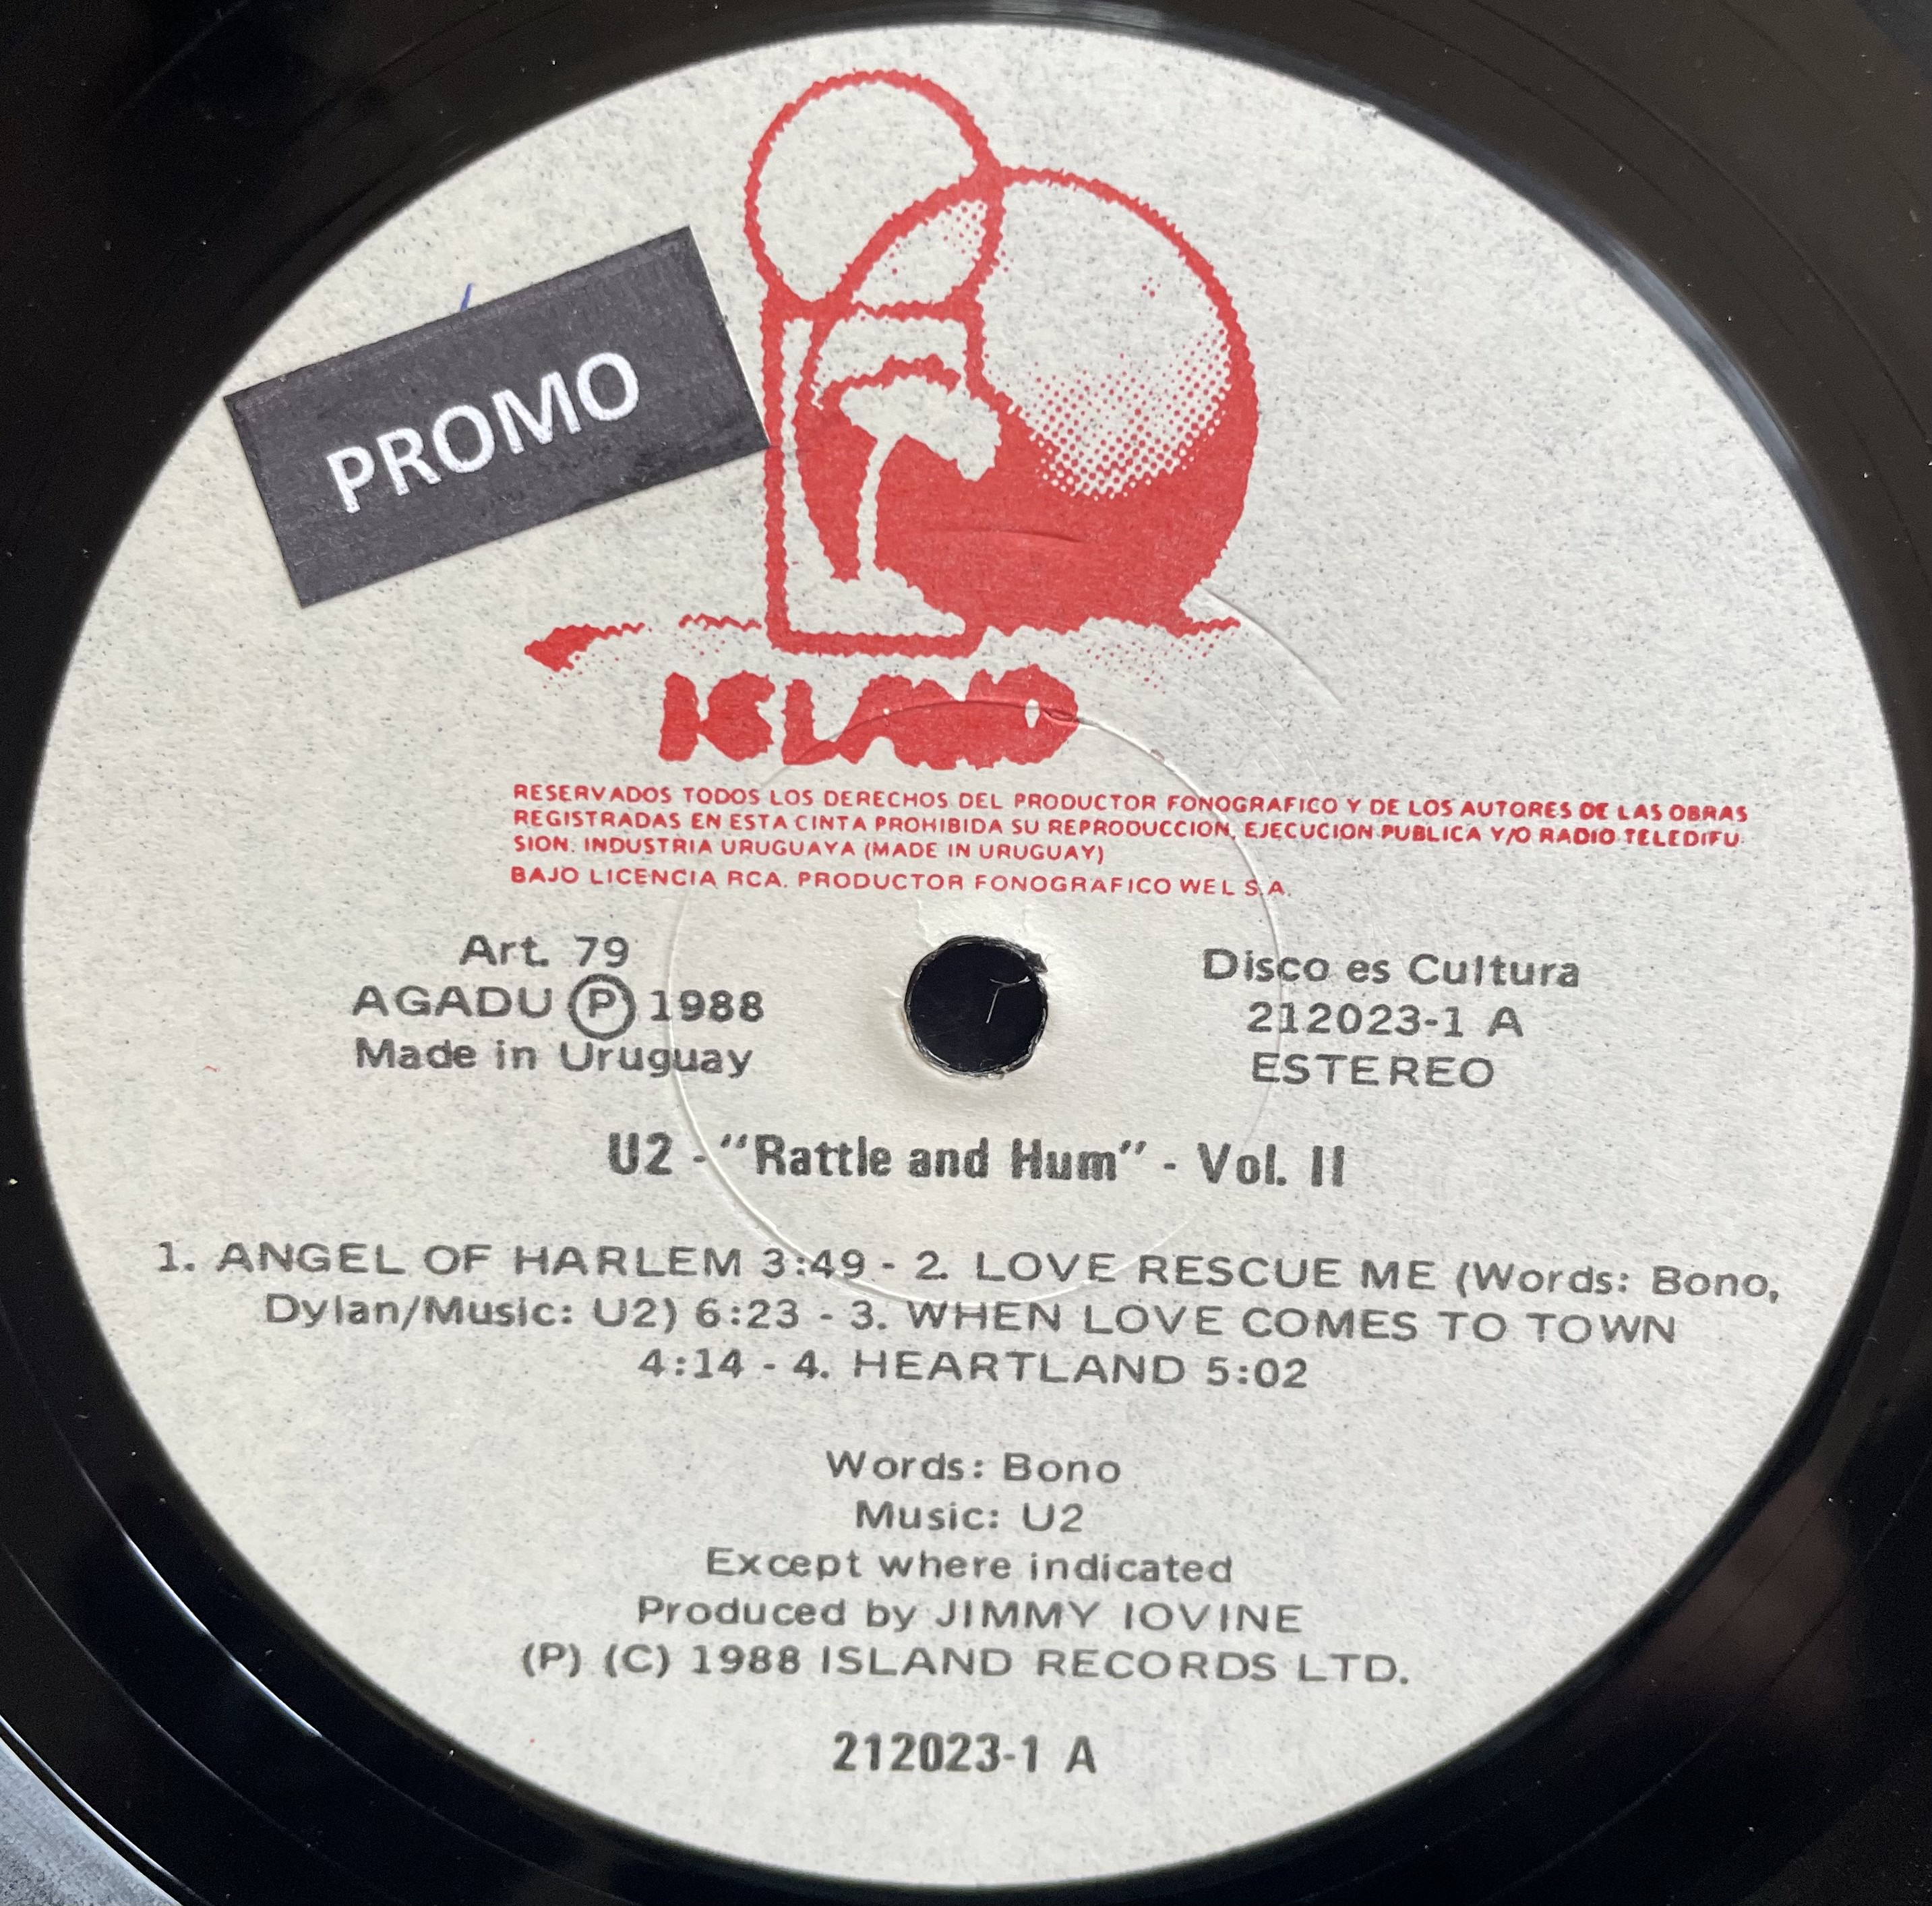 PROMO
ISLAND
RESERVADOS TODOS LOS DERECHOS DEL PRODUCTOR FONOGRAFICO Y DE LOS AUTORES DE LAS OBRAS
REGISTRADAS EN ESTA CINTA PROHIBIDA SU REPRODUCCION, EJECUCION PUBLICA Y/O RADIO TELEDIFU
SION. INDUSTRIA URUGUAYA (MADE IN URUGUAY)
BAJO LICENCIA RCA. PRODUCTOR FONOGRAFICO WEL S.A.
Art. 79
AGADU Ⓟ 1988
Made in Uruguay
Disco es Cultura
212023-1 A
ESTEREO
U2 - "Rattle and Hum" - Vol. II
1. ANGEL OF HARLEM 3:49 - 2. LOVE RESCUE ME (Words: Bono,
Dylan/Music: U2) 6:23 - 3. WHEN LOVE COMES TO TOWN
4:14 - 4. HEARTLAND 5:02
Words: Bono
Music: U2
Except where indicated
Produced by JIMMY IOVINE
(P) (C) 1988 ISLAND RECORDS LTD.
212023-1 A